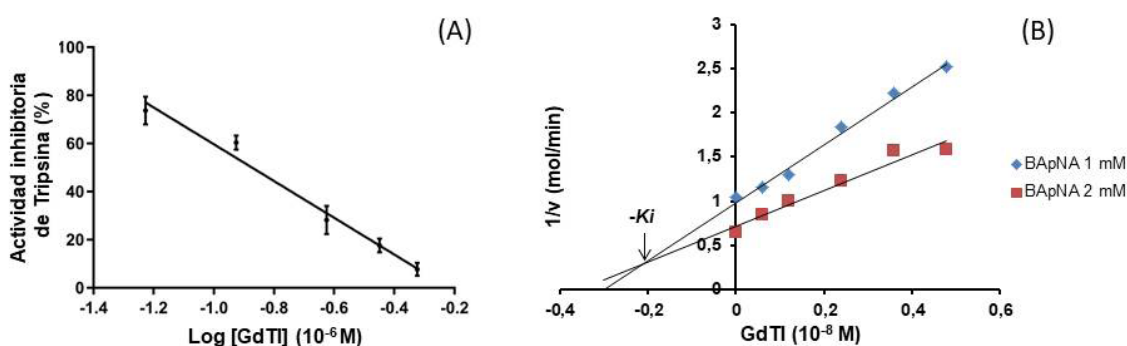 (A)
Actividad inhibitoria
de Tripsina (%)
100
80
60
40
20
0
-1.4 -1.2 -1.0 -0.8 -0.6 -0.4 -0.2
Log [GdTI] (10⁻⁶ M)
(B)
1/v (mol/min)
3
2,5
2
1,5
1
0,5
0
-Ki
-0,4 -0,2 0 0,2 0,4 0,6
GdTI (10⁻⁸ M)
BApNA 1 mM
BApNA 2 mM